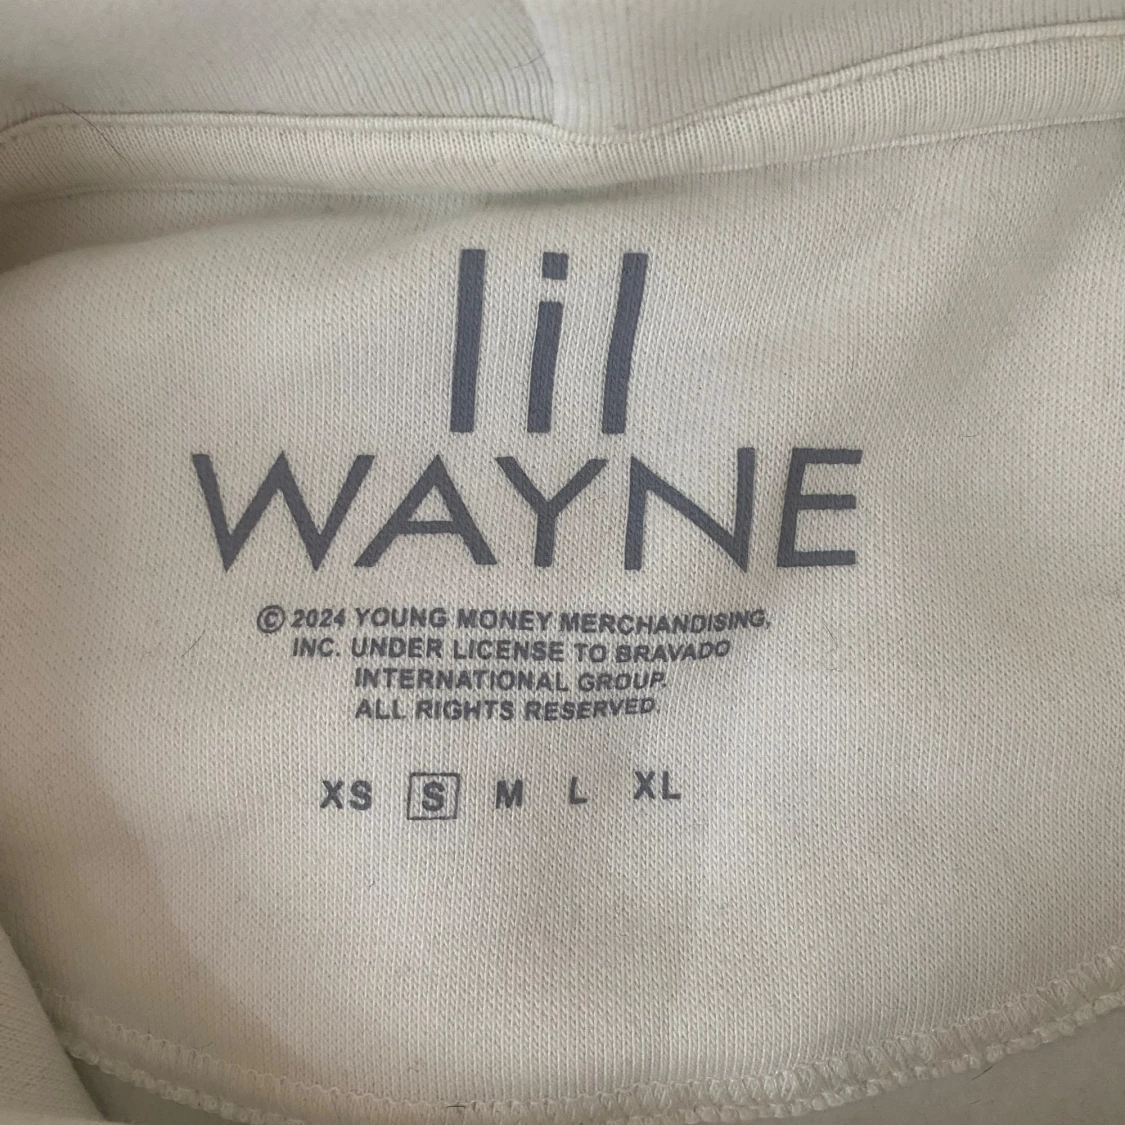 lil
WAYNE
© 2024 YOUNG MONEY MERCHANDISING,
INC. UNDER LICENSE TO BRAVADO
INTERNATIONAL GROUP.
ALL RIGHTS RESERVED.
XS S M L XL